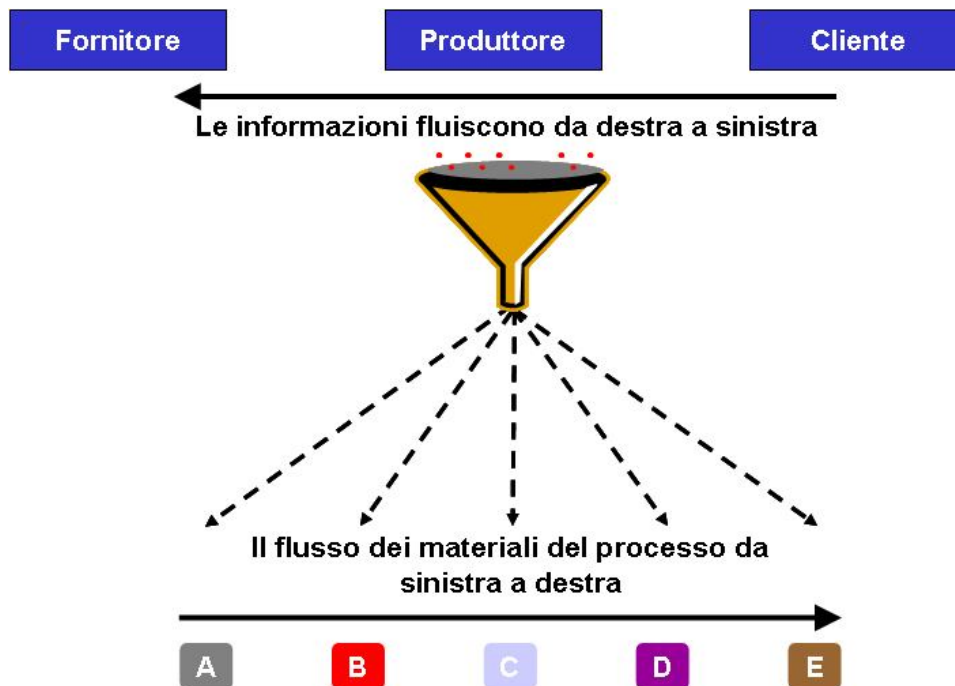 Fornitore
Produttore
Cliente
Le informazioni fluiscono da destra a sinistra
Il flusso dei materiali del processo da
sinistra a destra
A
B
C
D
E